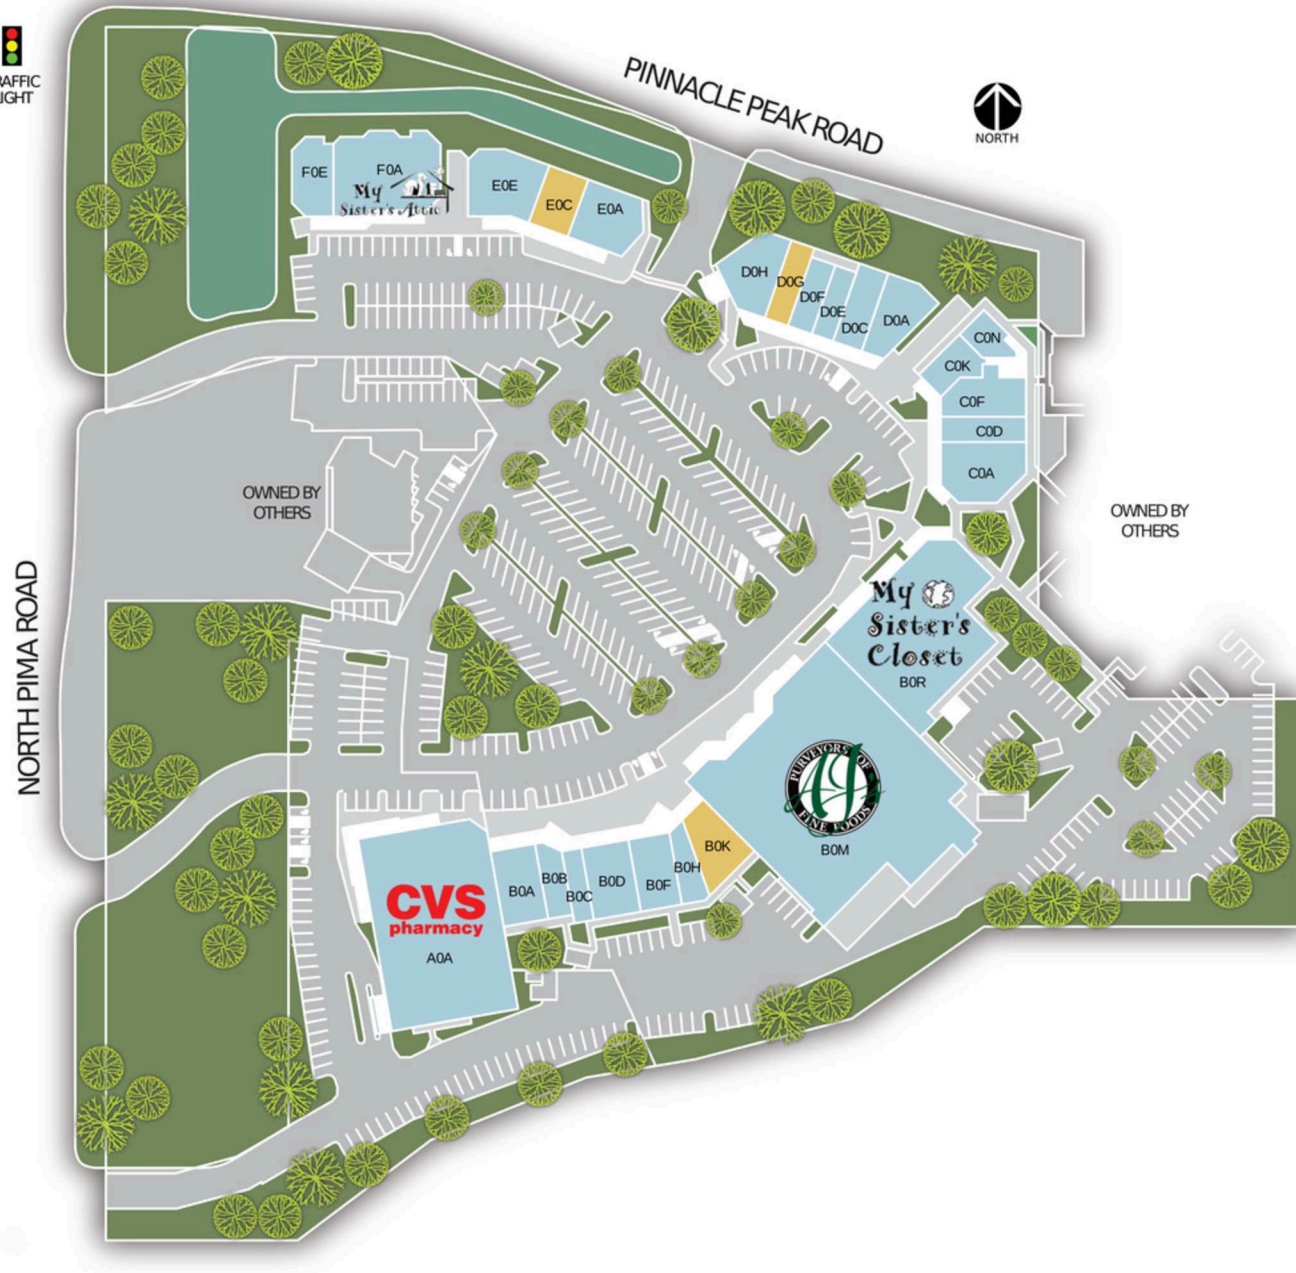 RAFFIC
IGHT
PINNACLE PEAK ROAD
NORTH
F0E
F0A
My
Sister's Attic
E0E
E0C
E0A
D0H
D0G
D0F
D0E
D0C
D0A
C0N
C0K
C0F
C0D
C0A
OWNED BY
OTHERS
OWNED BY
OTHERS
NORTH PIMA ROAD
My
Sister's
Closet
B0R
PURVEYORS OF
AJ
FINE FOODS
B0M
B0K
B0H
B0F
B0D
B0C
B0B
B0A
CVS
pharmacy
A0A